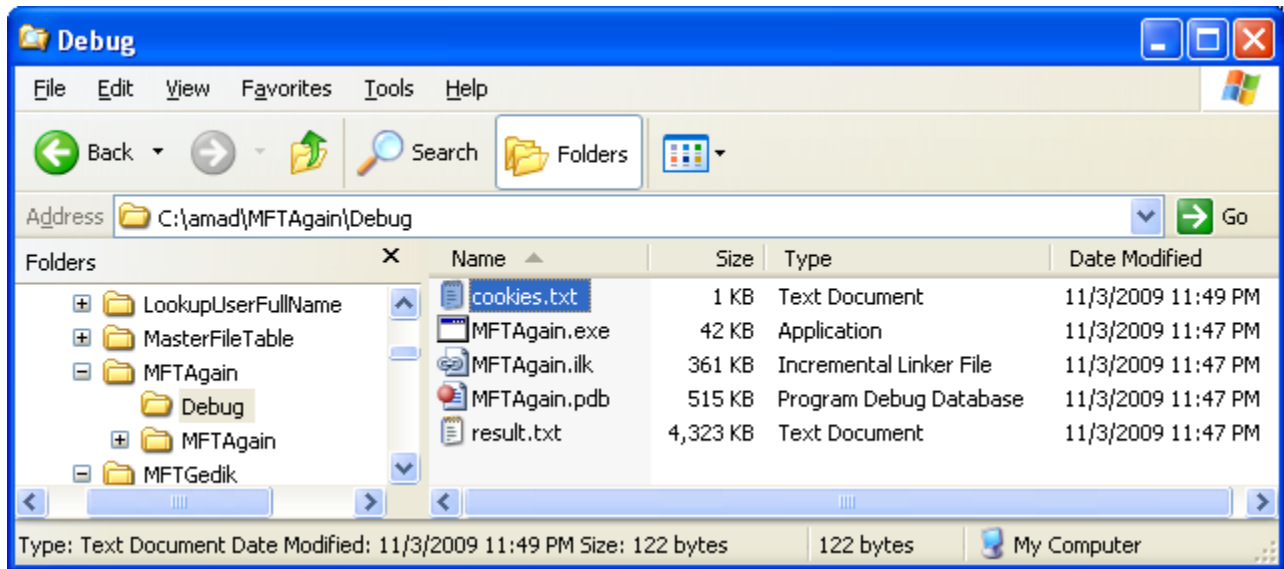 Debug
File Edit View Favorites Tools Help
Back Search Folders
Address C:\amad\MFTAgain\Debug Go
Folders Name Size Type Date Modified
LookupUserFullName cookies.txt 1 KB Text Document 11/3/2009 11:49 PM
MasterFileTable MFTAgain.exe 42 KB Application 11/3/2009 11:47 PM
MFTAgain MFTAgain.ilk 361 KB Incremental Linker File 11/3/2009 11:47 PM
Debug MFTAgain.pdb 515 KB Program Debug Database 11/3/2009 11:47 PM
MFTAgain result.txt 4,323 KB Text Document 11/3/2009 11:47 PM
MFTGedik
Type: Text Document Date Modified: 11/3/2009 11:49 PM Size: 122 bytes 122 bytes My Computer